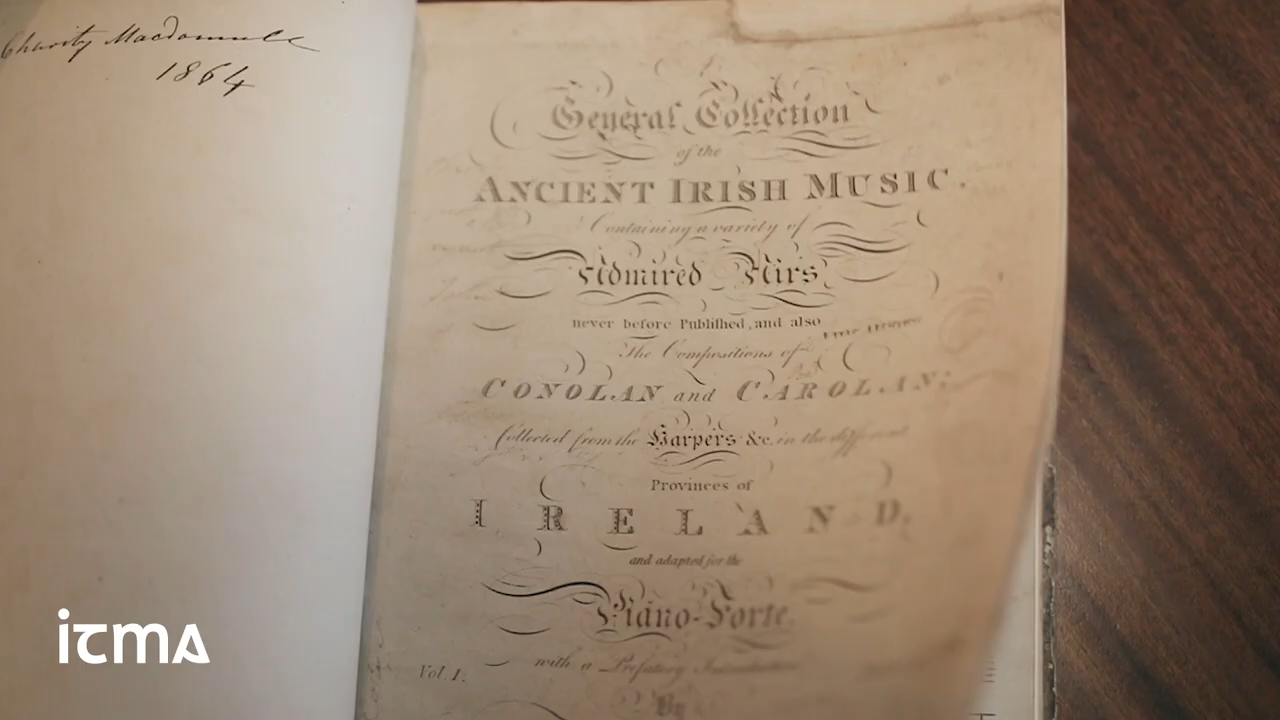 Charity Macdonnell
1864
General Collection
of the
ANCIENT IRISH MUSIC.
Containing a variety of
Admired Airs
never before Publiſhed, and also
The Compositions of
CONOLAN and CAROLAN;
Collected from the Harpers &c. in the different
Provinces of
IRELAND,
and adapted for the
Piano-Forte
with a Prefatory Introduction
Vol. I.
By
iTMA